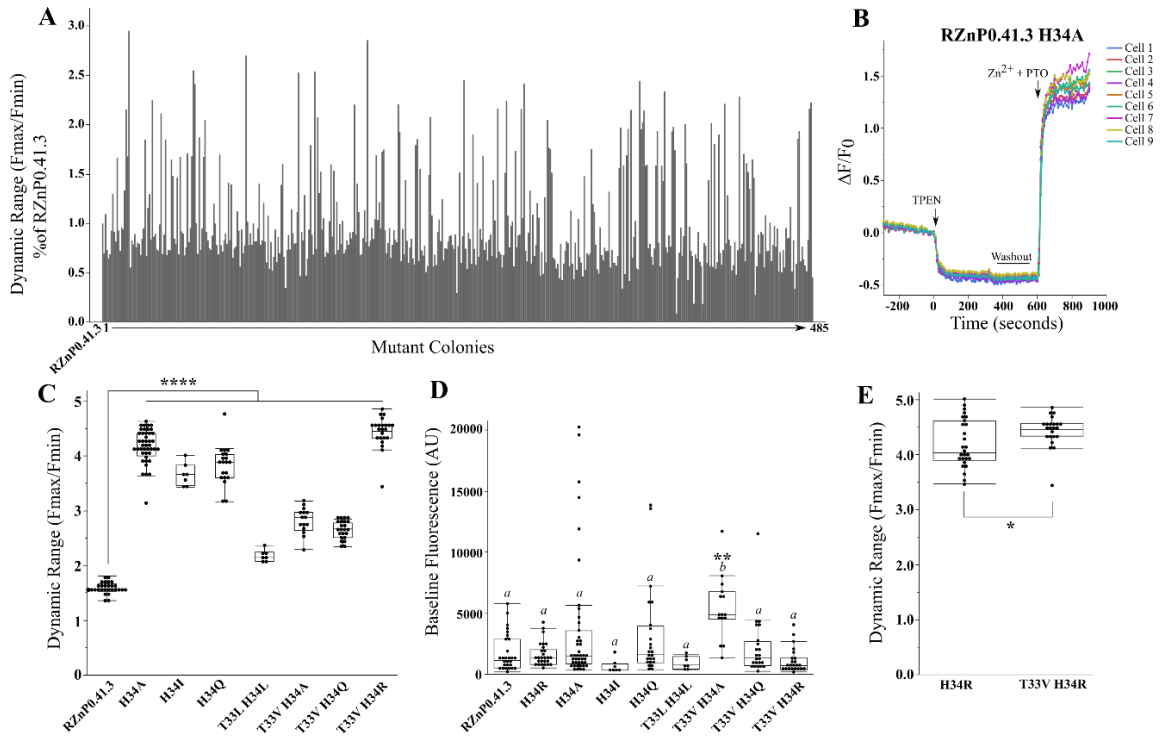 A
Dynamic Range (Fmax/Fmin)
%of RZnP0.41.3
3.0
2.5
2.0
1.5
1.0
0.5
0.0
RZnP0.41.3
1
485
Mutant Colonies
B
RZnP0.41.3 H34A
ΔF/F0
1.5
1.0
0.5
0.0
-0.5
TPEN
Zn2+ + PTO
Washout
Cell 1
Cell 2
Cell 3
Cell 4
Cell 5
Cell 6
Cell 7
Cell 8
Cell 9
-200 0 200 400 600 800 1000
Time (seconds)
C
****
Dynamic Range (Fmax/Fmin)
5
4
3
2
1
0
RZnP0.41.3
H34A
H34I
H34Q
T33L H34L
T33V H34A
T33V H34Q
T33V H34R
D
Baseline Fluorescence (AU)
20000
15000
10000
5000
0
a
a
a
a
a
a
**
b
a
a
RZnP0.41.3
H34R
H34A
H34I
H34Q
T33L H34L
T33V H34A
T33V H34Q
T33V H34R
E
Dynamic Range (Fmax/Fmin)
5.0
4.0
3.0
2.0
1.0
0.0
*
H34R
T33V H34R